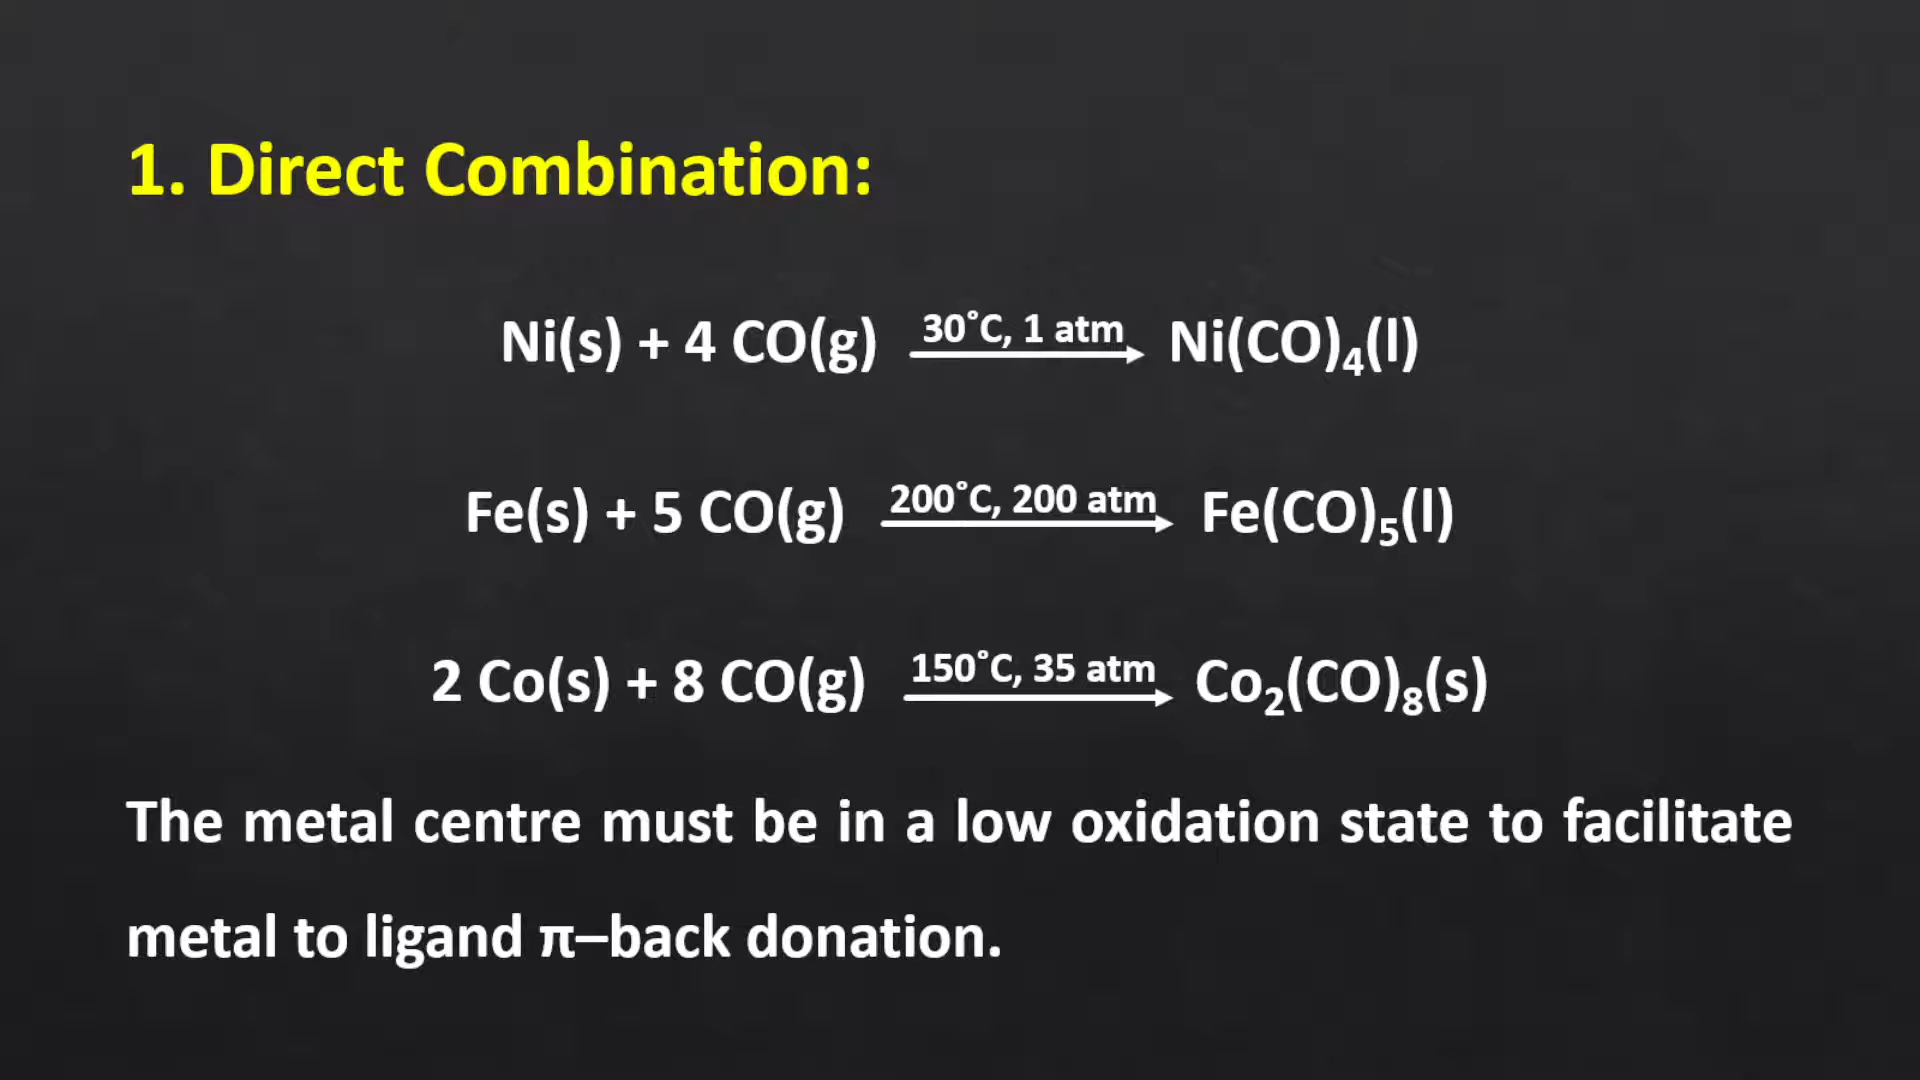 1. Direct Combination:
Ni(s) + 4 CO(g) 30˚C, 1 atm Ni(CO)₄(l)
Fe(s) + 5 CO(g) 200˚C, 200 atm Fe(CO)₅(l)
2 Co(s) + 8 CO(g) 150˚C, 35 atm Co₂(CO)₈(s)
The metal centre must be in a low oxidation state to facilitate
metal to ligand π–back donation.